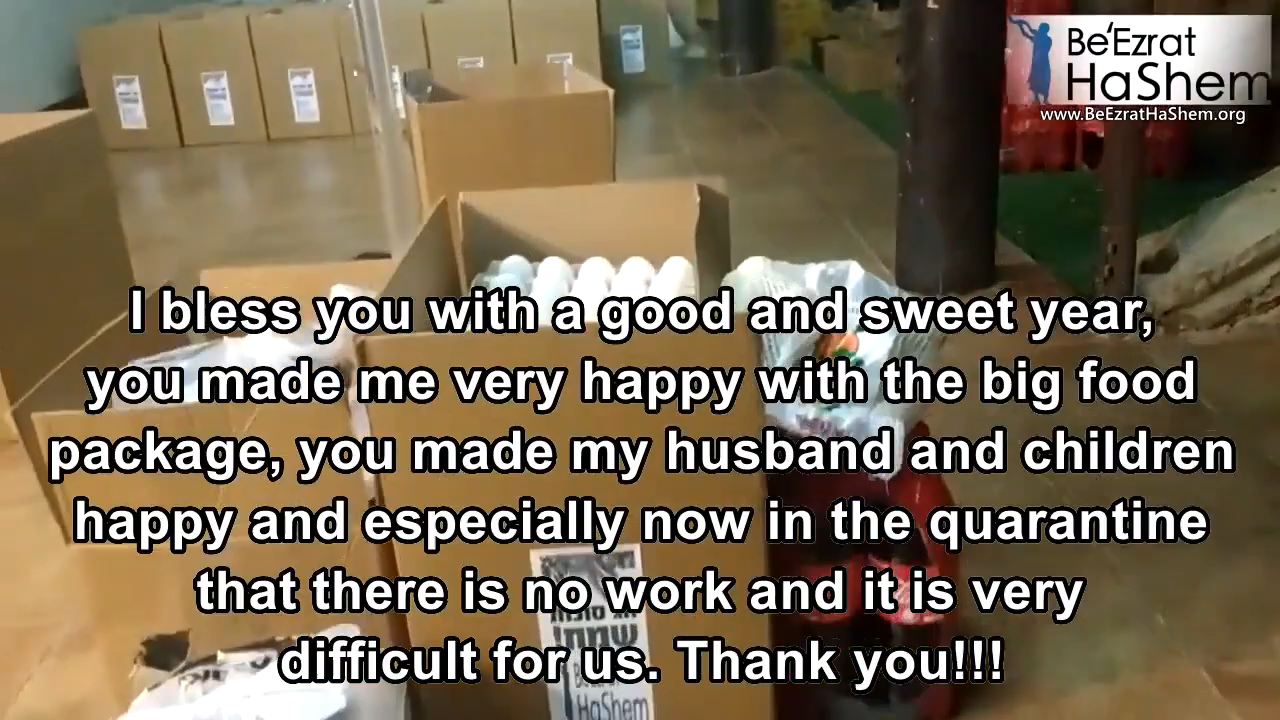 Be'Ezrat
HaShem
www.BeEzratHaShem.org
I bless you with a good and sweet year,
you made me very happy with the big food
package, you made my husband and children
happy and especially now in the quarantine
that there is no work and it is very
difficult for us. Thank you!!!
שמח!
HaShem